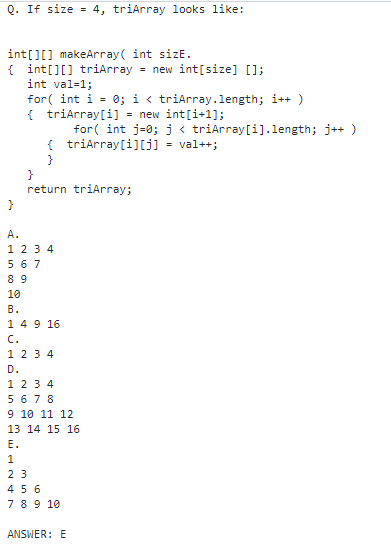 Q. If size = 4, triArray looks like:
int[][] makeArray( int sizE.
{  int[][] triArray = new int[size] [];
   int val=1;
   for( int i = 0; i < triArray.length; i++ )
   {  triArray[i] = new int[i+1];
         for( int j=0; j < triArray[i].length; j++ )
      {  triArray[i][j] = val++;
      }
   }
   return triArray;
}
A.
1 2 3 4
5 6 7
8 9
10
B.
1 4 9 16
C.
1 2 3 4
D.
1 2 3 4
5 6 7 8
9 10 11 12
13 14 15 16
E.
1
2 3
4 5 6
7 8 9 10
ANSWER: E